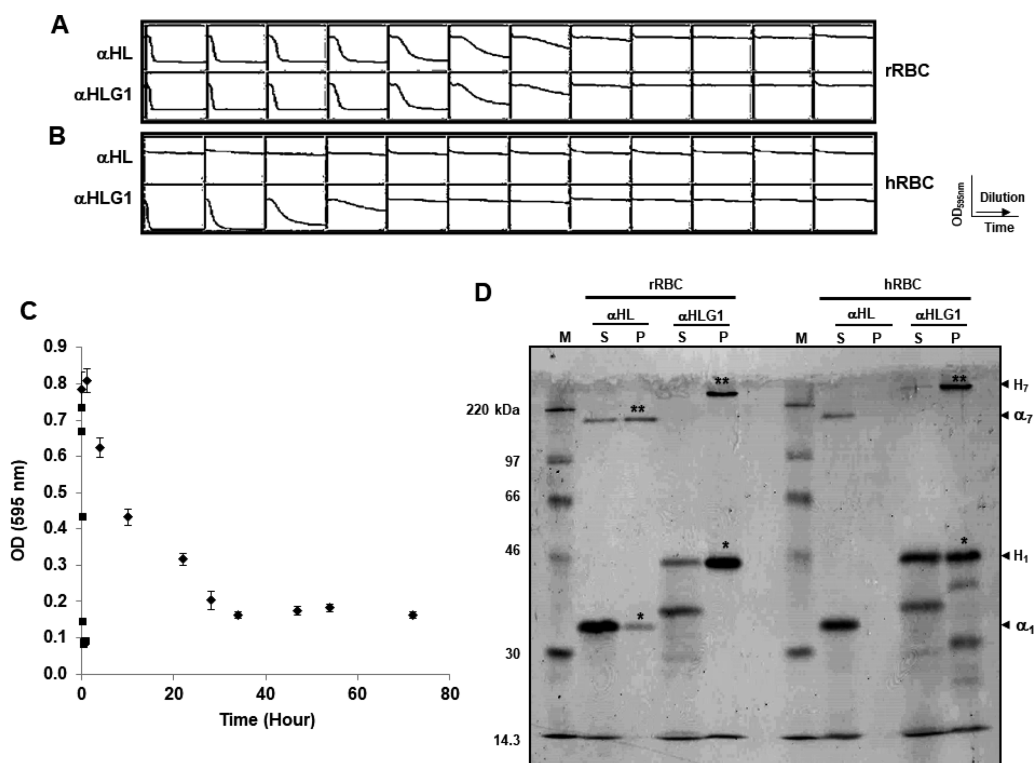 A
αHL
αHLG1
rRBC
B
αHL
αHLG1
hRBC
OD595nm
Dilution
Time
C
OD (595 nm)
0.9
0.8
0.7
0.6
0.5
0.4
0.3
0.2
0.1
0.0
0 20 40 60 80
Time (Hour)
D
rRBC hRBC
αHL αHLG1 αHL αHLG1
M S P S P M S P S P
220 kDa
97
66
46
30
14.3
** ** **
* * *
H7
α7
H1
α1